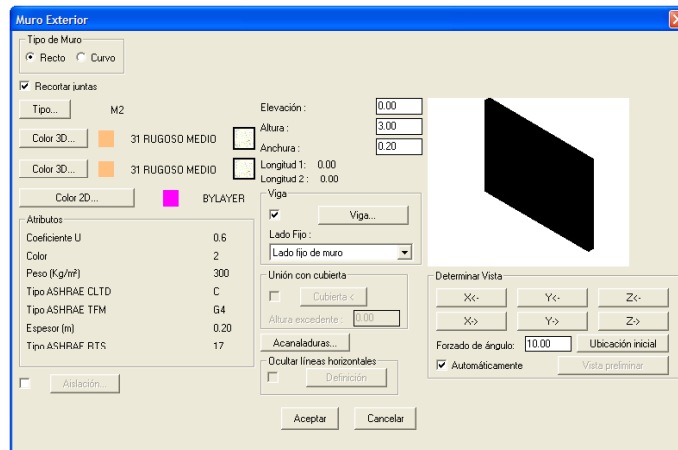 Muro Exterior
Tipo de Muro
Recto Curvo
Recortar juntas
Tipo... M2
Color 3D... 31 RUGOSO MEDIO
Color 3D... 31 RUGOSO MEDIO
Color 2D... BYLAYER
Atributos
Coeficiente U 0.6
Color 2
Peso (Kg/m²) 300
Tipo ASHRAE CLTD C
Tipo ASHRAE TFM G4
Espesor (m) 0.20
Tipo ASHRAE RTS 17
Aislación...
Elevación : 0.00
Altura : 3.00
Anchura : 0.20
Longitud 1: 0.00
Longitud 2 : 0.00
Viga
Viga...
Lado Fijo :
Lado fijo de muro
Unión con cubierta
Cubierta <
Altura excedente : 0.00
Acanaladuras...
Ocultar líneas horizontales
Definición
Determinar Vista
X<- Y<- Z<-
X-> Y-> Z->
Forzado de ángulo: 10.00 Ubicación inicial
Automáticamente Vista preliminar
Aceptar Cancelar